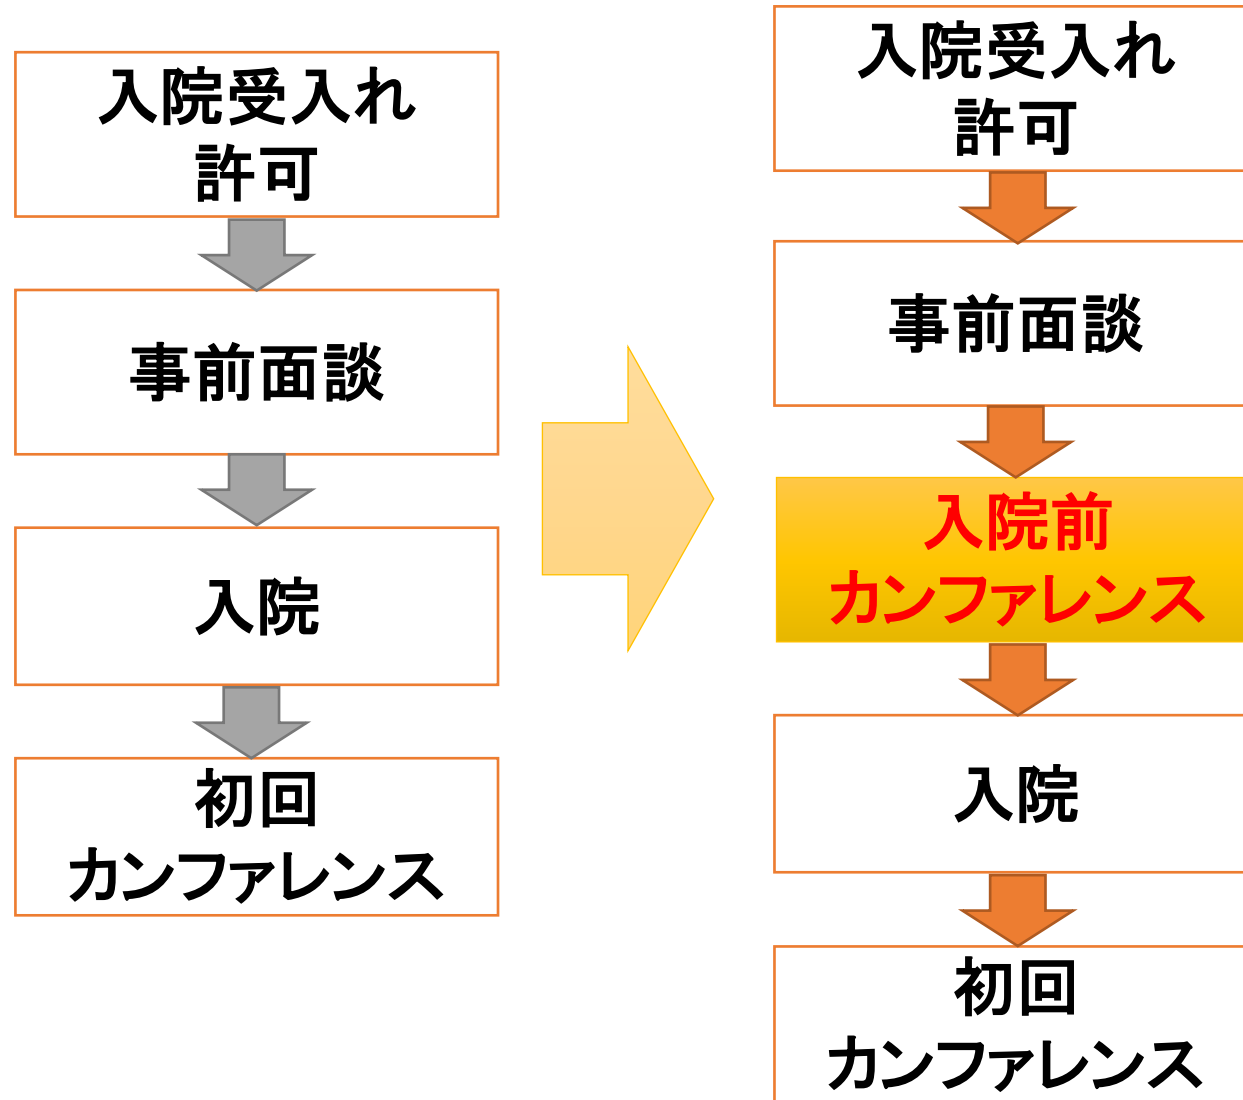 入院受入れ
許可
事前面談
入院
初回
カンファレンス
入院受入れ
許可
事前面談
入院前
カンファレンス
入院
初回
カンファレンス